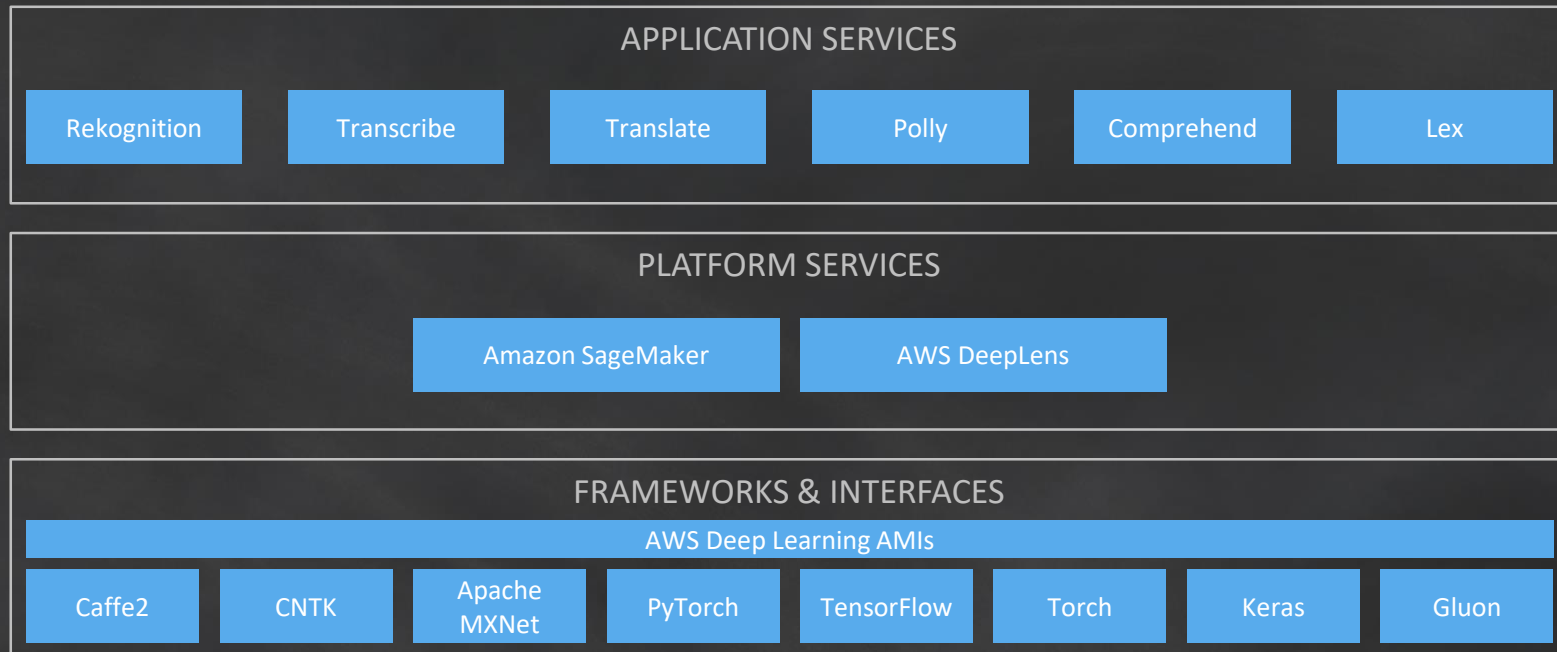 APPLICATION SERVICES
Rekognition
Transcribe
Translate
Polly
Comprehend
Lex
PLATFORM SERVICES
Amazon SageMaker
AWS DeepLens
FRAMEWORKS & INTERFACES
AWS Deep Learning AMIs
Caffe2
CNTK
Apache
MXNet
PyTorch
TensorFlow
Torch
Keras
Gluon